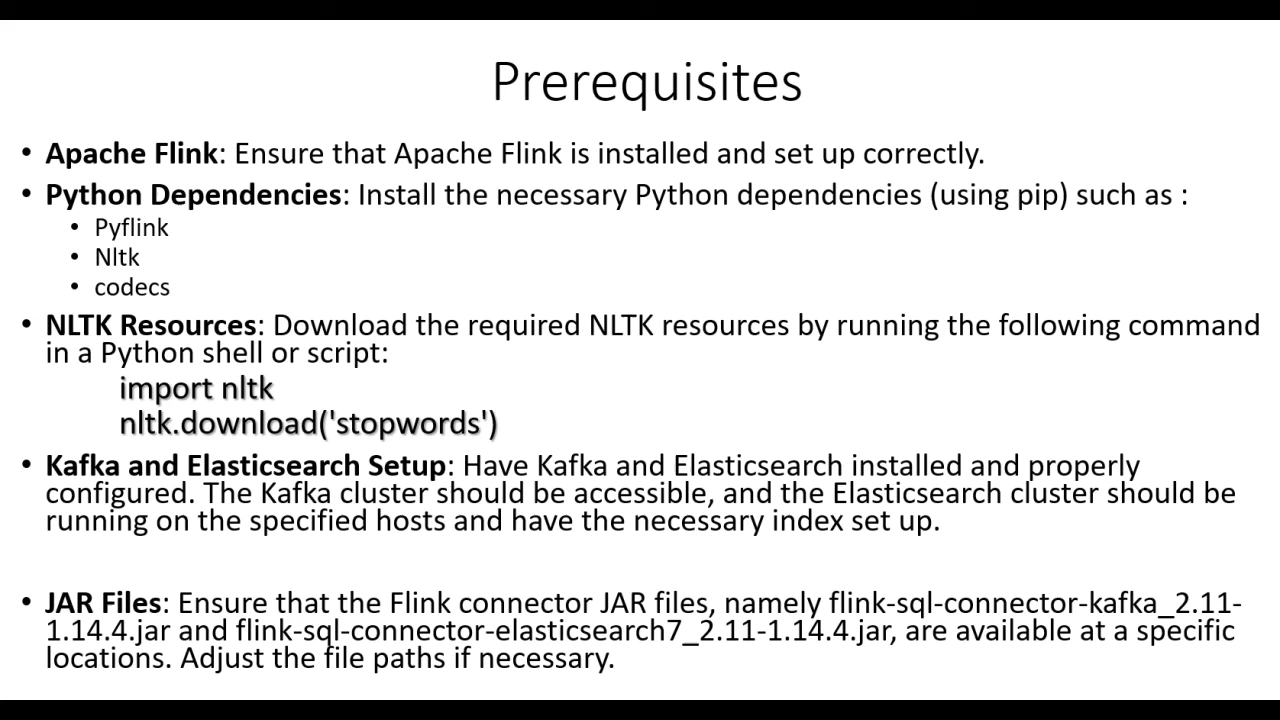 Prerequisites
• Apache Flink: Ensure that Apache Flink is installed and set up correctly.
• Python Dependencies: Install the necessary Python dependencies (using pip) such as :
• Pyflink
• Nltk
• codecs
• NLTK Resources: Download the required NLTK resources by running the following command
in a Python shell or script:
import nltk
nltk.download('stopwords')
• Kafka and Elasticsearch Setup: Have Kafka and Elasticsearch installed and properly
configured. The Kafka cluster should be accessible, and the Elasticsearch cluster should be
running on the specified hosts and have the necessary index set up.
• JAR Files: Ensure that the Flink connector JAR files, namely flink-sql-connector-kafka_2.11-
1.14.4.jar and flink-sql-connector-elasticsearch7_2.11-1.14.4.jar, are available at a specific
locations. Adjust the file paths if necessary.